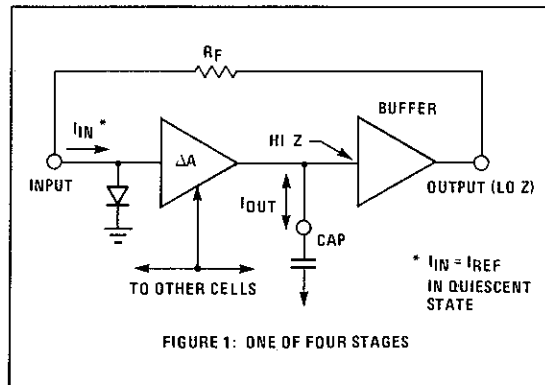 RF
BUFFER
IIN *
HI Z
ΔA
INPUT
OUTPUT (LO Z)
IOUT
CAP
TO OTHER CELLS
* IIN = IREF
IN QUIESCENT
STATE
FIGURE 1: ONE OF FOUR STAGES